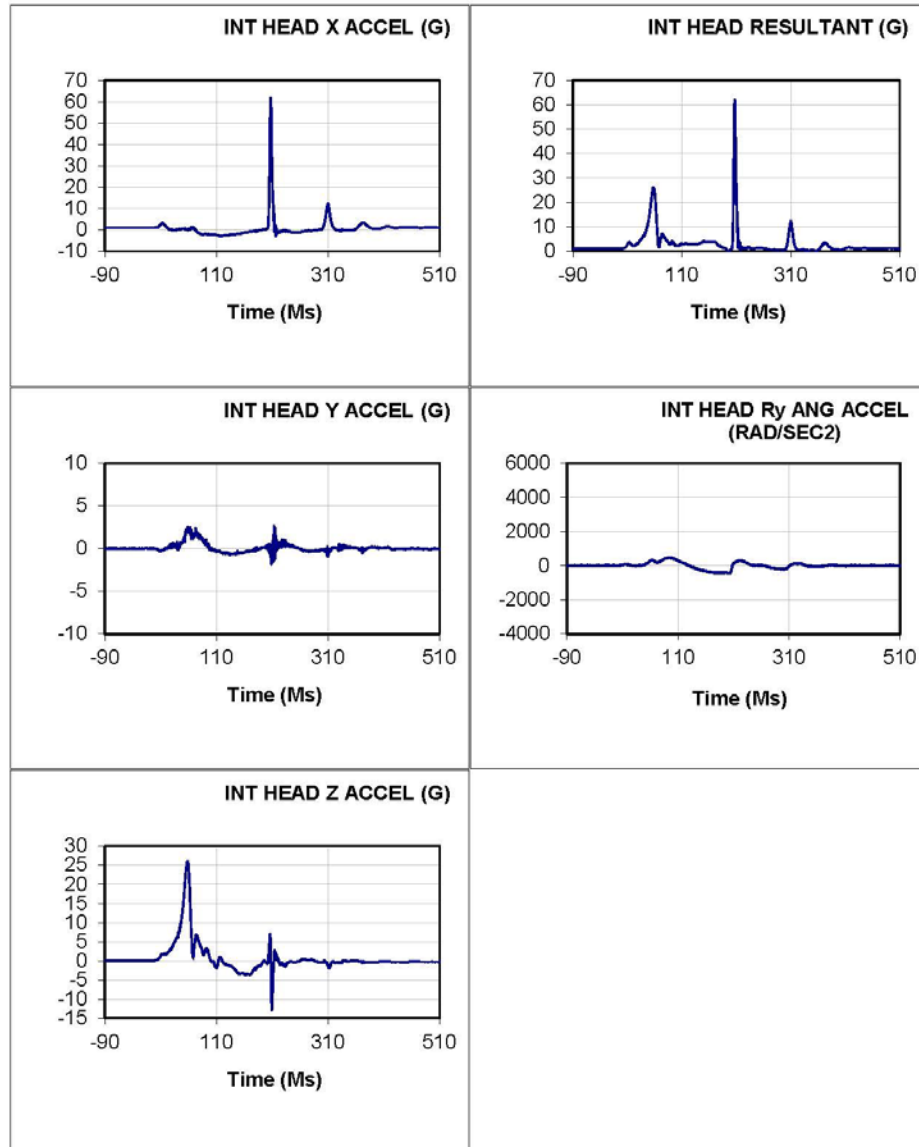 INT HEAD X ACCEL (G)
70
60
50
40
30
20
10
0
-10
-90 110 310 510
Time (Ms)
INT HEAD RESULTANT (G)
70
60
50
40
30
20
10
0
-90 110 310 510
Time (Ms)
INT HEAD Y ACCEL (G)
10
5
0
-5
-10
-90 110 310 510
Time (Ms)
INT HEAD Ry ANG ACCEL
(RAD/SEC2)
6000
4000
2000
0
-2000
-4000
-90 110 310 510
Time (Ms)
INT HEAD Z ACCEL (G)
30
25
20
15
10
5
0
-5
-10
-15
-90 110 310 510
Time (Ms)